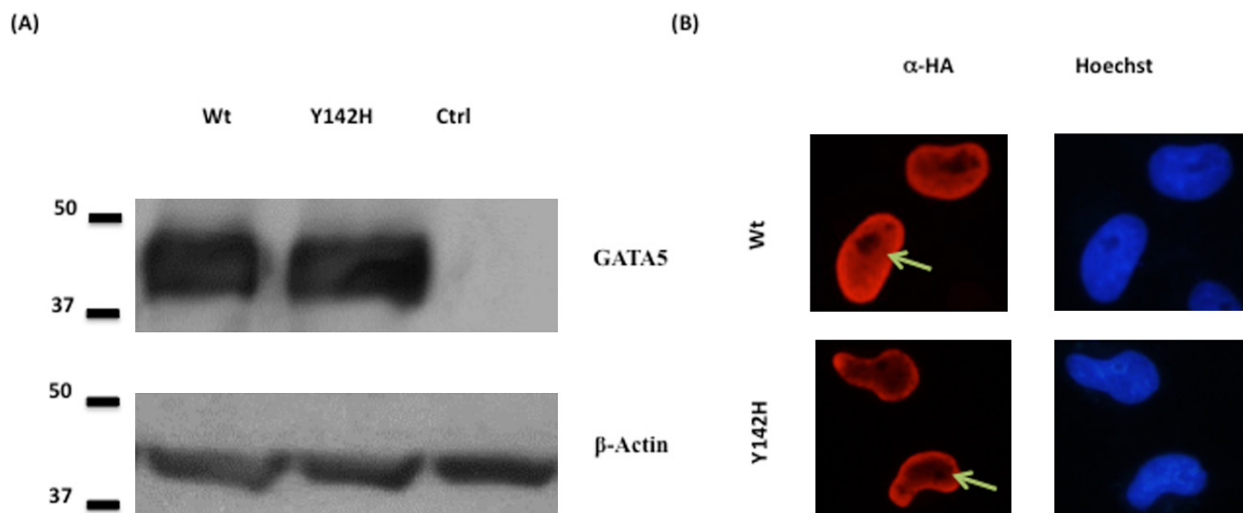 (A)
(B)
α-HA
Hoechst
Wt
Y142H
Ctrl
50
37
GATA5
Wt
50
37
β-Actin
Y142H